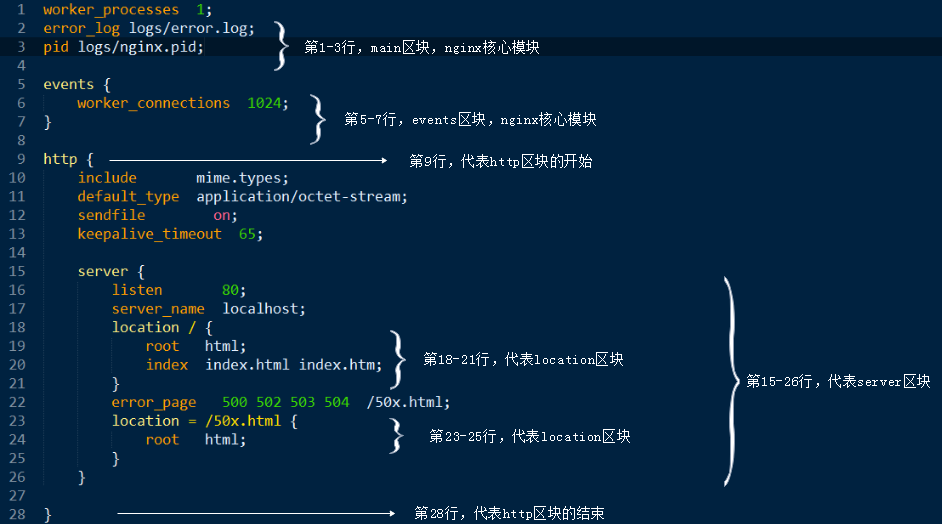 1 worker_processes  1;
2 error_log logs/error.log;
3 pid logs/nginx.pid; 第1-3行，main区块，nginx核心模块
4
5 events {
6     worker_connections  1024;
7 } 第5-7行，events区块，nginx核心模块
8
9 http { 第9行，代表http区块的开始
10     include       mime.types;
11     default_type  application/octet-stream;
12     sendfile        on;
13     keepalive_timeout  65;
14
15     server {
16         listen       80;
17         server_name  localhost;
18         location / {
19             root   html;
20             index  index.html index.htm; 第18-21行，代表location区块
21         } 第15-26行，代表server区块
22         error_page   500 502 503 504  /50x.html;
23         location = /50x.html {
24             root   html; 第23-25行，代表location区块
25         }
26     }
27
28 } 第28行，代表http区块的结束